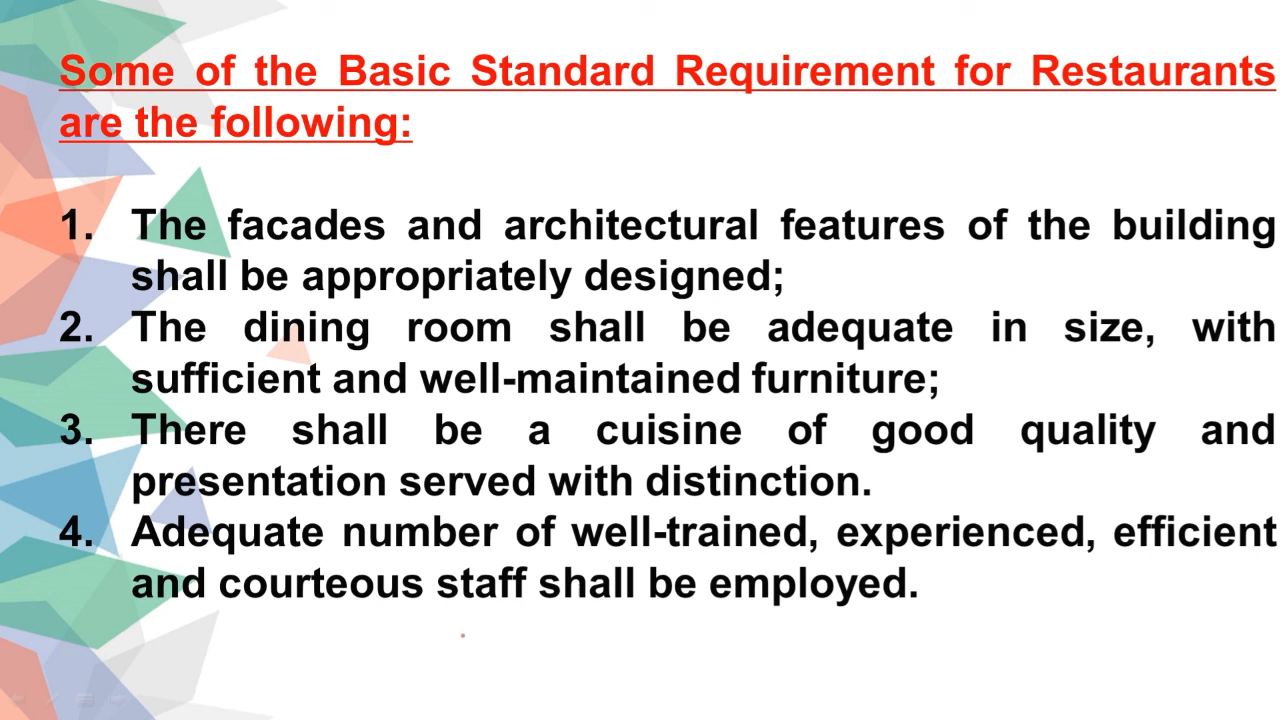 Some of the Basic Standard Requirement for Restaurants
are the following:
1. The facades and architectural features of the building
shall be appropriately designed;
2. The dining room shall be adequate in size, with
sufficient and well-maintained furniture;
3. There shall be a cuisine of good quality and
presentation served with distinction.
4. Adequate number of well-trained, experienced, efficient
and courteous staff shall be employed.